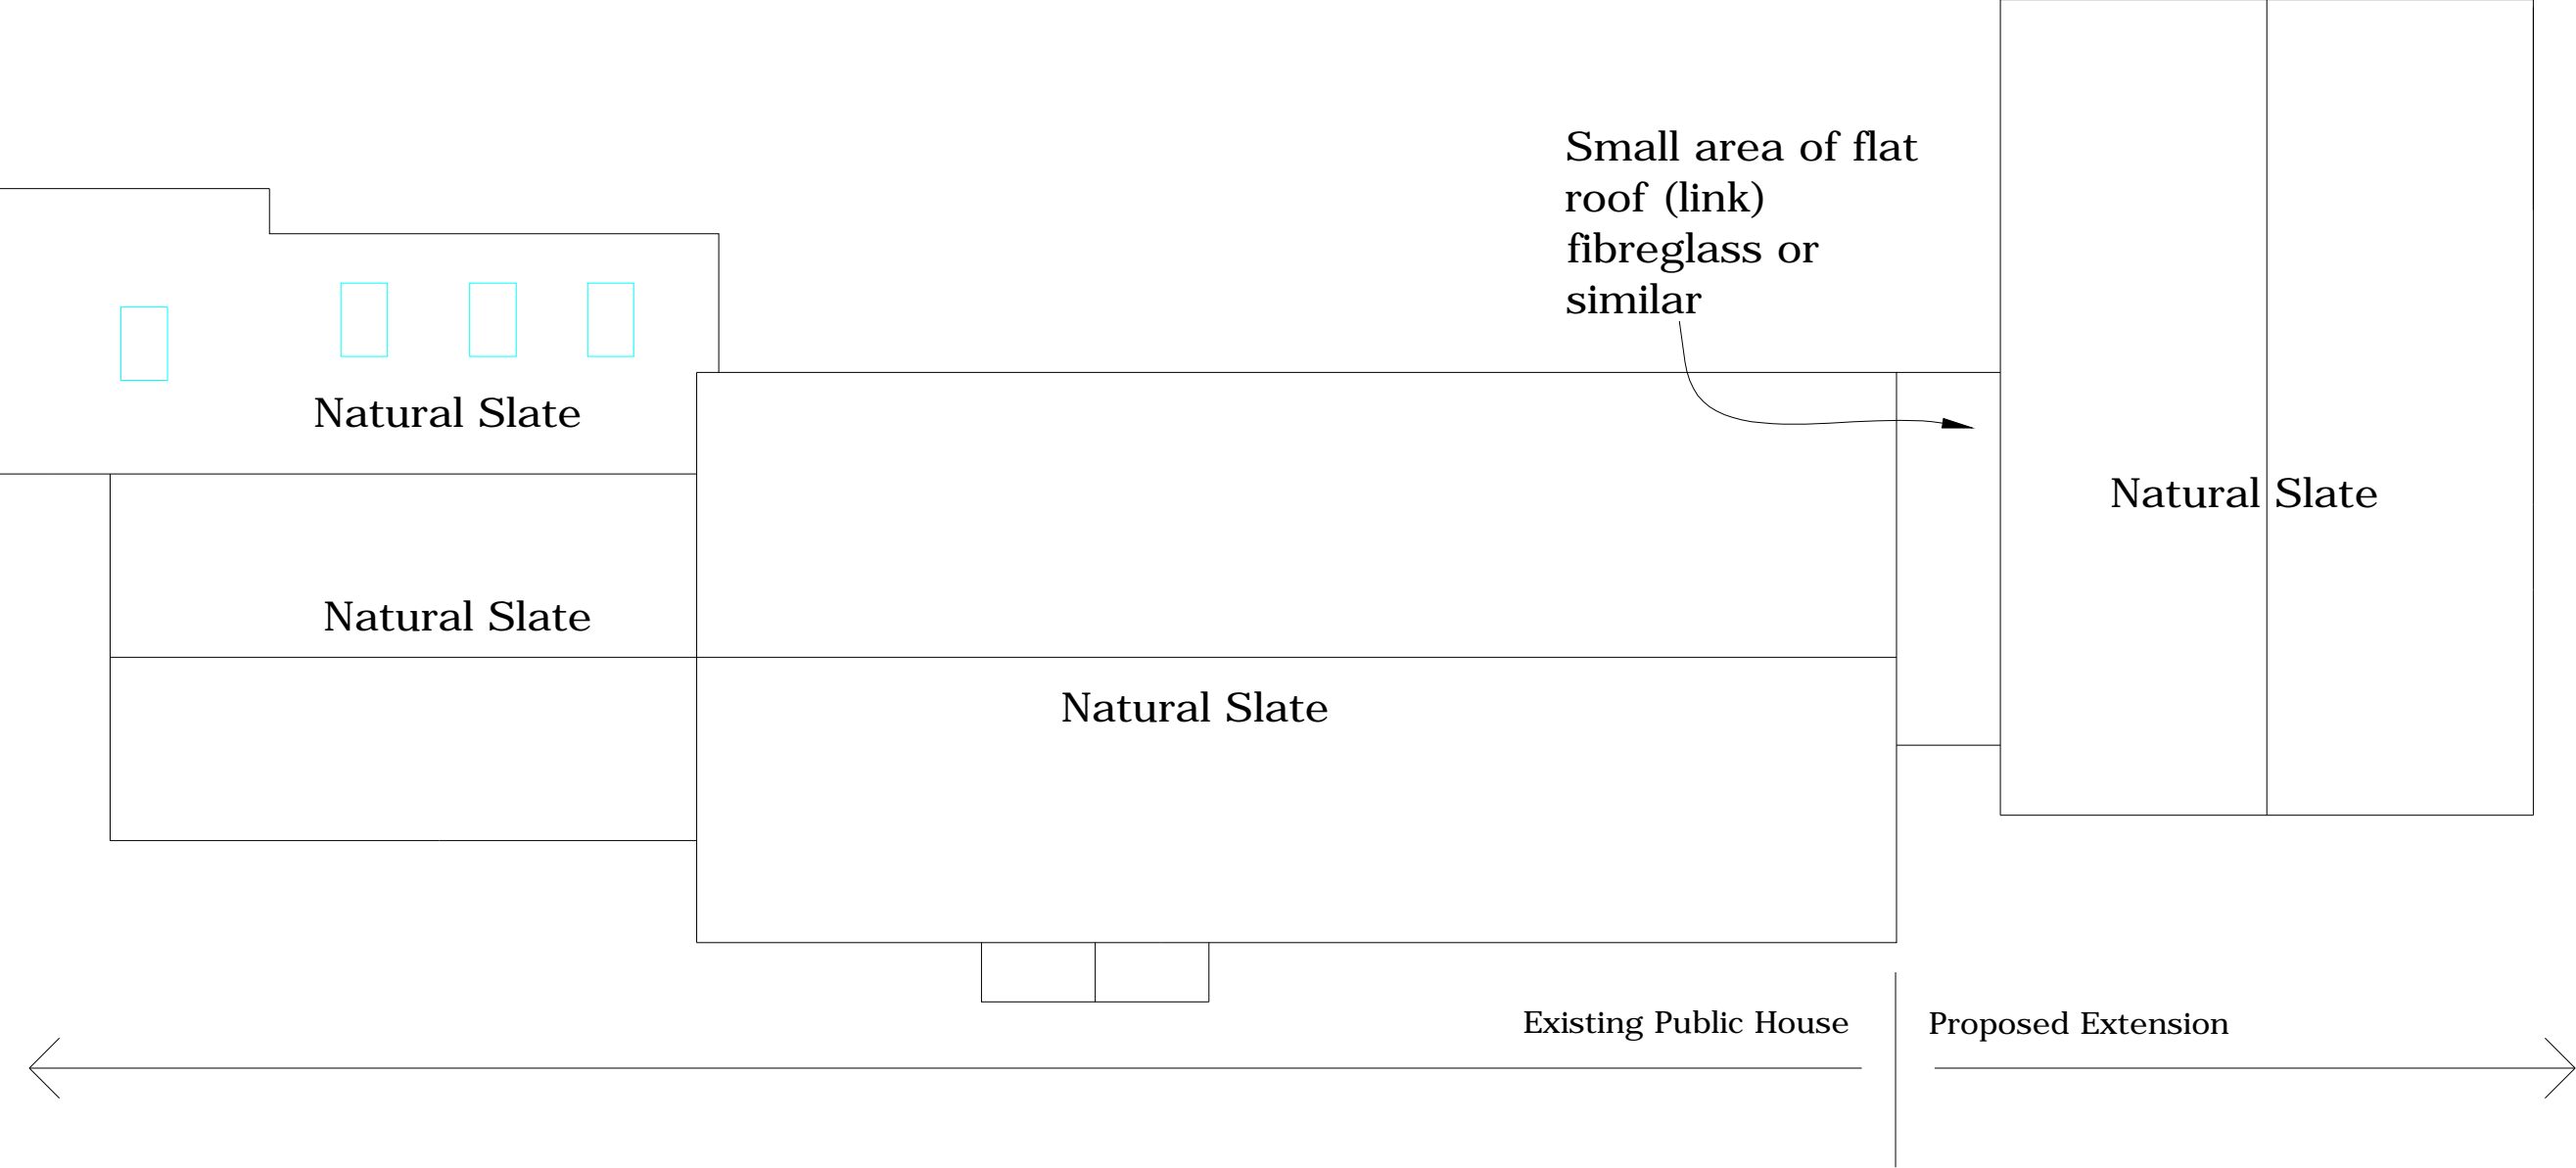 Small area of flat
roof (link)
fibreglass or
similar
Natural Slate
Natural Slate
Natural Slate
Natural Slate
Existing Public House
Proposed Extension